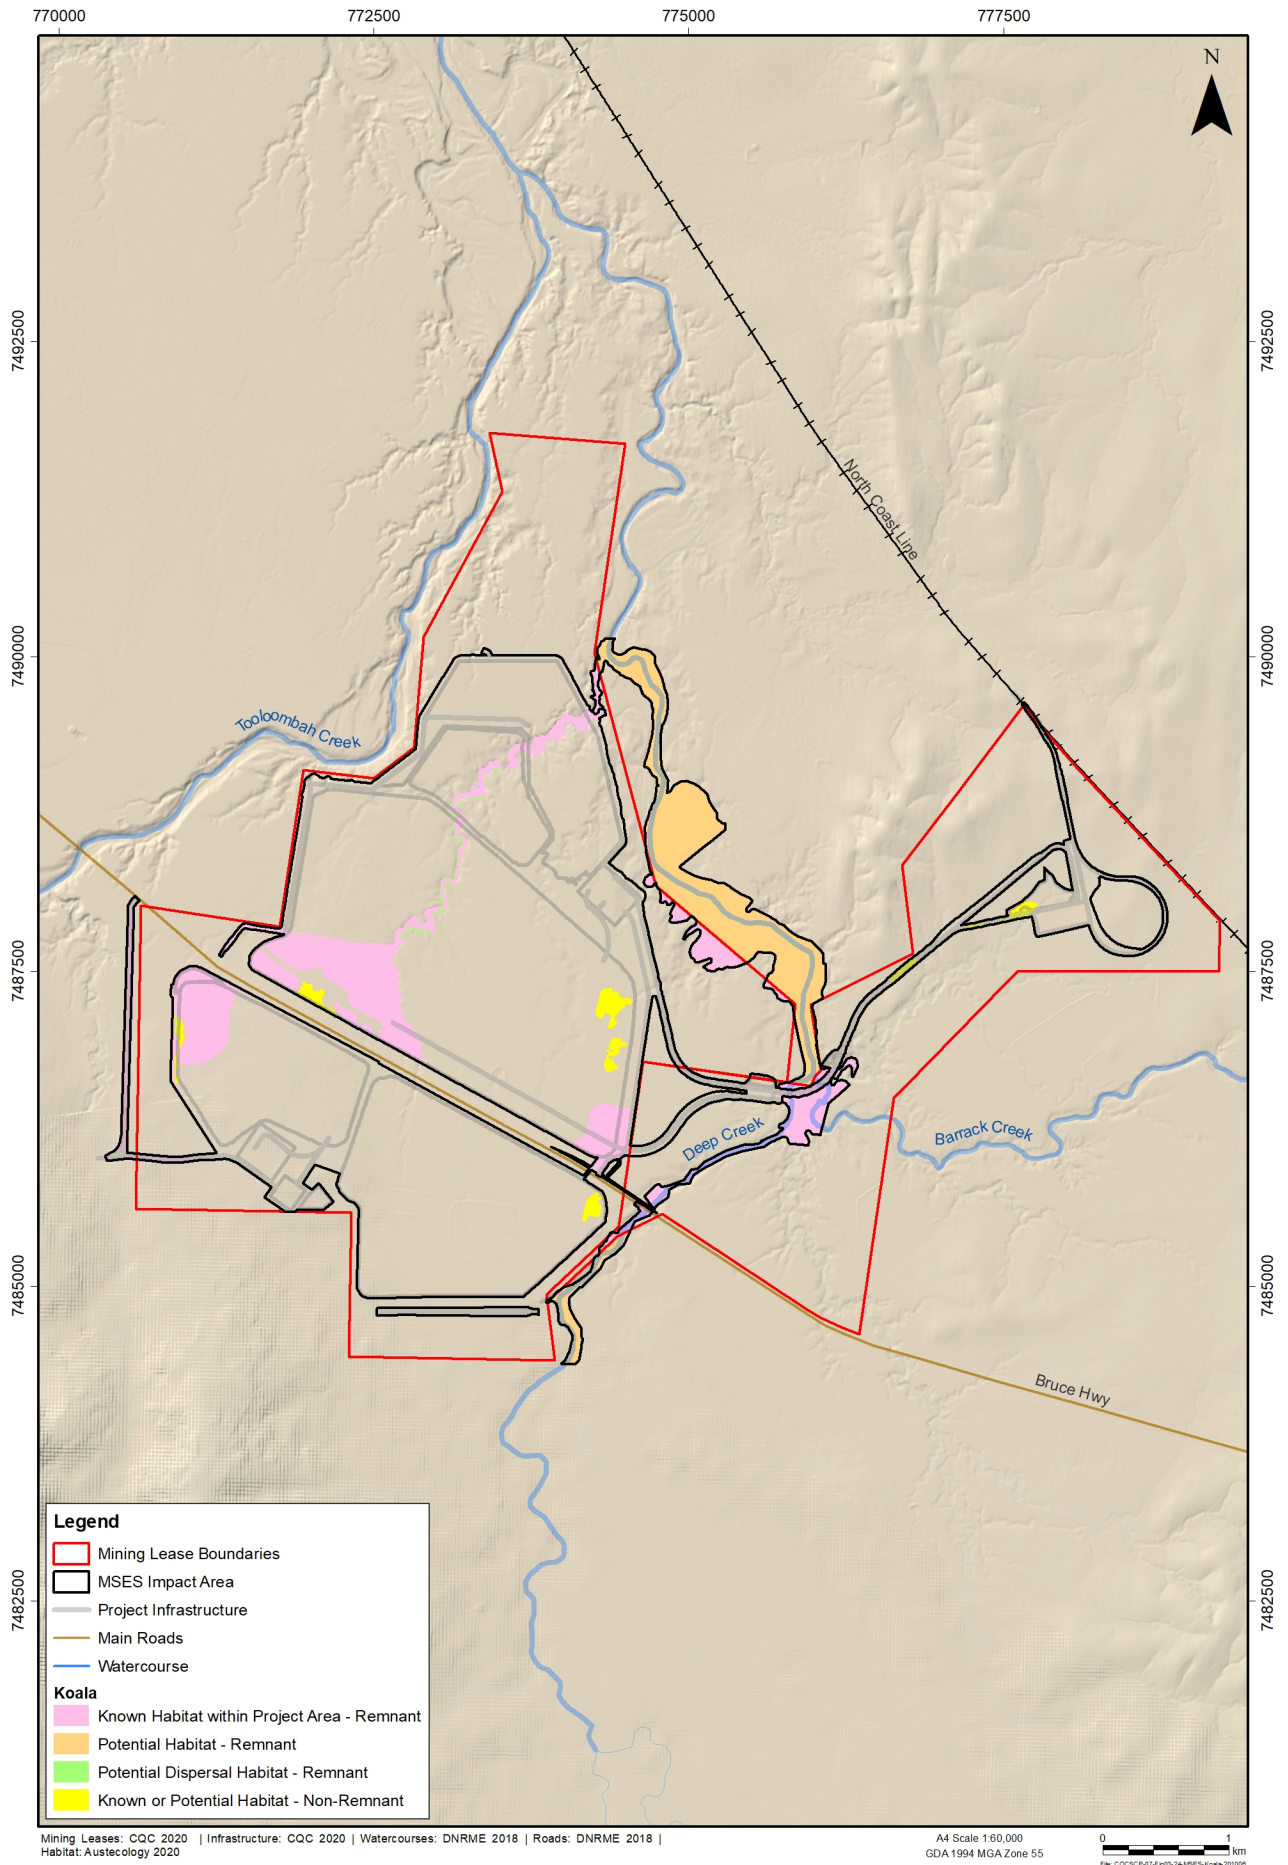 770000 772500 775000 777500
N
7492500 7492500
North Coast Line
7490000 7490000
Tooloombah Creek
7487500 7487500
Deep Creek
Barrack Creek
7485000 7485000
Bruce Hwy
7482500 7482500
Legend
Mining Lease Boundaries
MSES Impact Area
Project Infrastructure
Main Roads
Watercourse
Koala
Known Habitat within Project Area - Remnant
Potential Habitat - Remnant
Potential Dispersal Habitat - Remnant
Known or Potential Habitat - Non-Remnant
Mining Leases: CQC 2020 | Infrastructure: CQC 2020 | Watercourses: DNRME 2018 | Roads: DNRME 2018 |
Habitat: Austecology 2020
A4 Scale 1:60,000
GDA 1994 MGA Zone 55
0 1
km